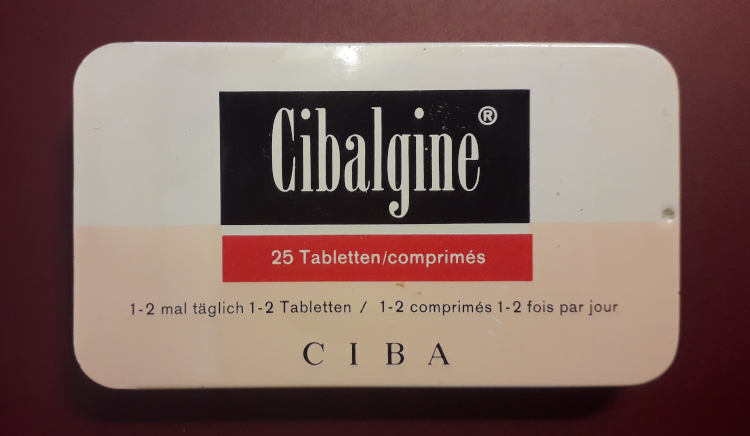 Cibalgine®
25 Tabletten/comprimés
1-2 mal täglich 1-2 Tabletten / 1-2 comprimés 1-2 fois par jour
CIBA